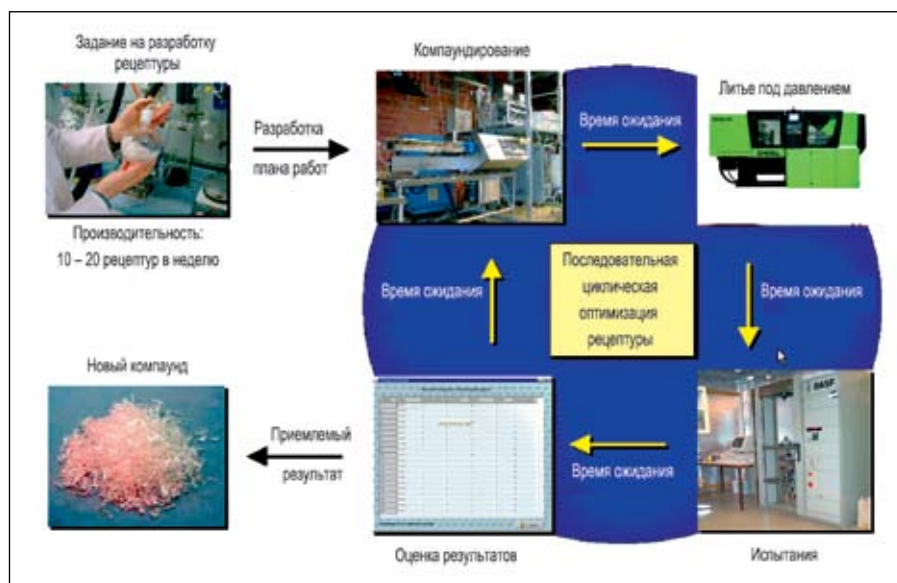 Задание на разработку
рецептуры
Компаундирование
Литье под давлением
Время ожидания
Разработка
плана работ
Производительность:
10 – 20 рецептур в неделю
Последовательная
циклическая
оптимизация
рецептуры
Время ожидания
Время ожидания
Новый компаунд
BASF
Приемлемый
результат
Время ожидания
Оценка результатов
Испытания